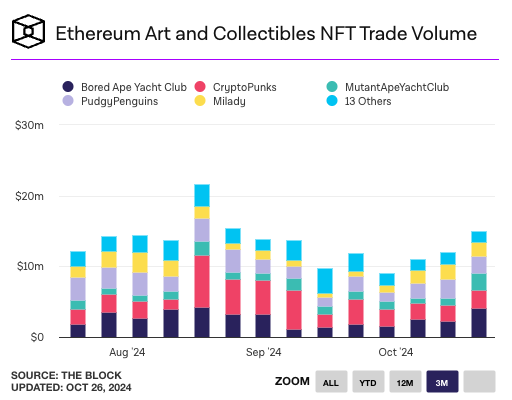 Ethereum Art and Collectibles NFT Trade Volume
Bored Ape Yacht Club CryptoPunks MutantApeYachtClub
PudgyPenguins Milady 13 Others
$30m
$20m
$10m
$0
Aug '24 Sep '24 Oct '24
SOURCE: THE BLOCK
UPDATED: OCT 26, 2024
ZOOM ALL YTD 12M 3M